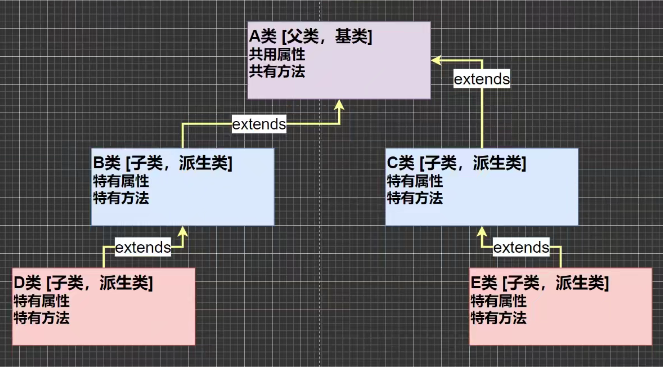 A类 [父类，基类]
共用属性
共有方法
extends
extends
B类 [子类，派生类]
特有属性
特有方法
C类 [子类，派生类]
特有属性
特有方法
extends
extends
D类 [子类，派生类]
特有属性
特有方法
E类 [子类，派生类]
特有属性
特有方法